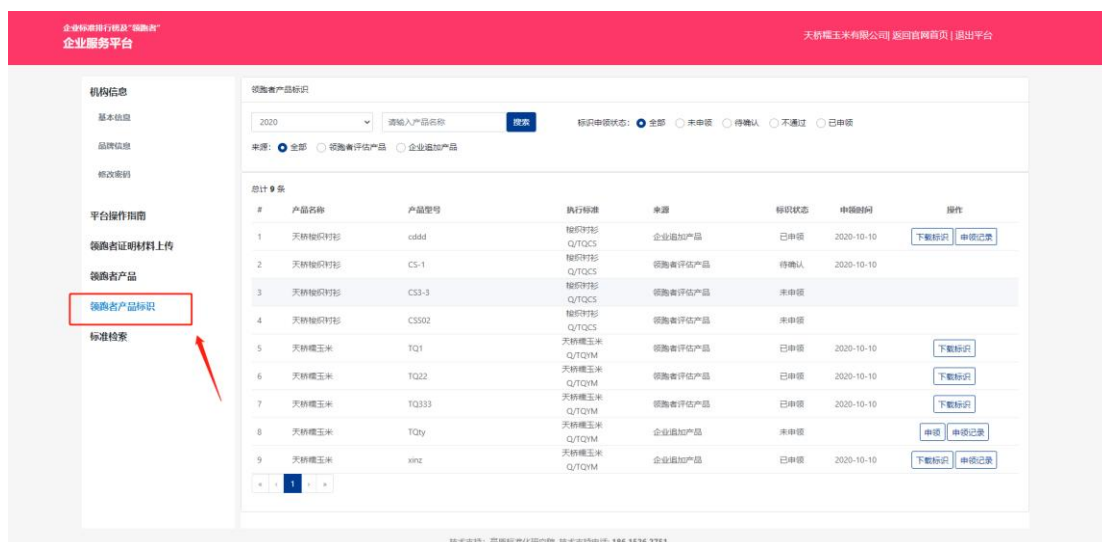 企业标准排行榜及"领跑者"
企业服务平台
天桥糯玉米有限公司| 返回官网首页 | 退出平台
机构信息
基本信息
品牌信息
修改密码
平台操作指南
领跑者证明材料上传
领跑者产品
领跑者产品标识
标准检索
领跑者产品标识
2020 请输入产品名称 搜索 标识申领状态: 全部 未申领 待确认 不通过 已申领
来源: 全部 领跑者评估产品 企业追加产品
总计 9 条
# 产品名称 产品型号 执行标准 来源 标识状态 申领时间 操作
1 天桥梭织衬衫 cddd 梭织衬衫 Q/TQCS 企业追加产品 已申领 2020-10-10 下载标识 申领记录
2 天桥梭织衬衫 CS-1 梭织衬衫 Q/TQCS 领跑者评估产品 待确认 2020-10-10
3 天桥梭织衬衫 CS3-3 梭织衬衫 Q/TQCS 领跑者评估产品 未申领
4 天桥梭织衬衫 CSS02 梭织衬衫 Q/TQCS 领跑者评估产品 未申领
5 天桥糯玉米 TQ1 天桥糯玉米 Q/TQYM 领跑者评估产品 已申领 2020-10-10 下载标识
6 天桥糯玉米 TQ22 天桥糯玉米 Q/TQYM 领跑者评估产品 已申领 2020-10-10 下载标识
7 天桥糯玉米 TQ333 天桥糯玉米 Q/TQYM 领跑者评估产品 已申领 2020-10-10 下载标识
8 天桥糯玉米 TQty 天桥糯玉米 Q/TQYM 企业追加产品 未申领 申领 申领记录
9 天桥糯玉米 xinz 天桥糯玉米 Q/TQYM 企业追加产品 已申领 2020-10-10 下载标识 申领记录
« ‹ 1 › »